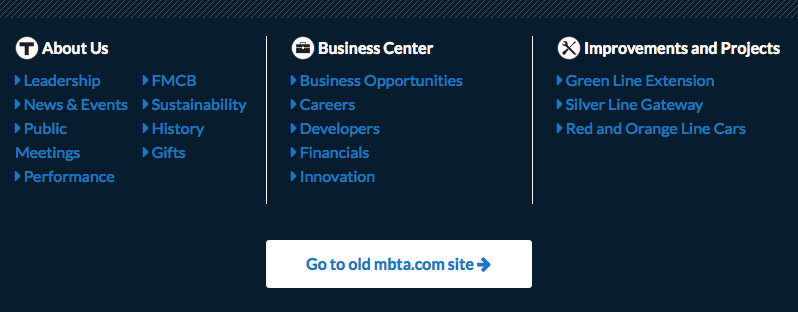 About Us
Leadership
News & Events
Public
Meetings
Performance
FMCB
Sustainability
History
Gifts
Business Center
Business Opportunities
Careers
Developers
Financials
Innovation
Improvements and Projects
Green Line Extension
Silver Line Gateway
Red and Orange Line Cars
Go to old mbta.com site